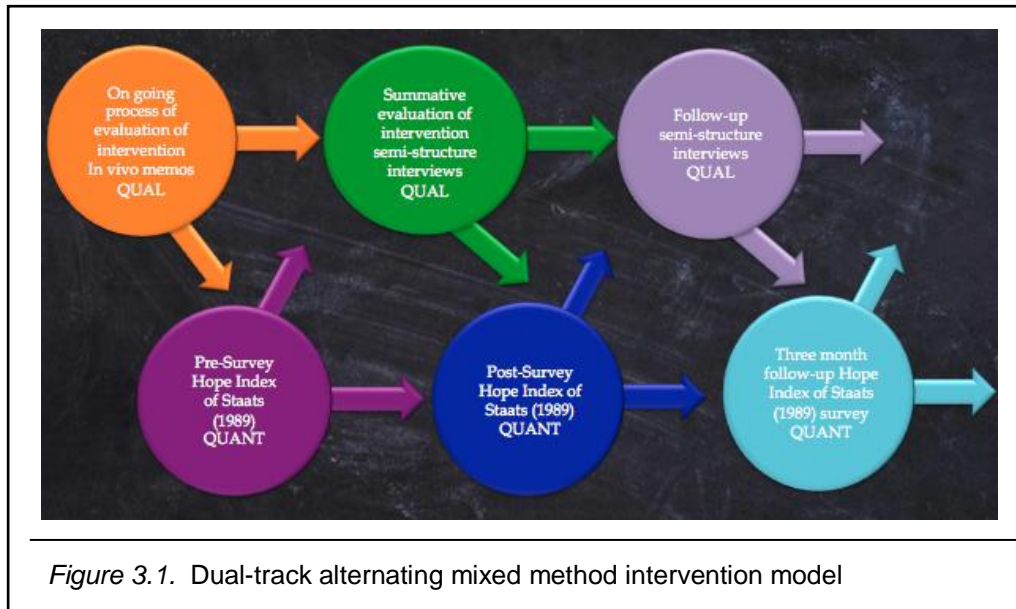 On going
process of
evaluation of
intervention
In vivo memos
QUAL
Summative
evaluation of
intervention
semi-structure
interviews
QUAL
Follow-up
semi-structure
interviews
QUAL
Pre-Survey
Hope Index
of Staats
(1989)
QUANT
Post-Survey
Hope Index of
Staats (1989)
QUANT
Three month
follow-up Hope
Index of Staats
(1989) survey
QUANT
Figure 3.1. Dual-track alternating mixed method intervention model